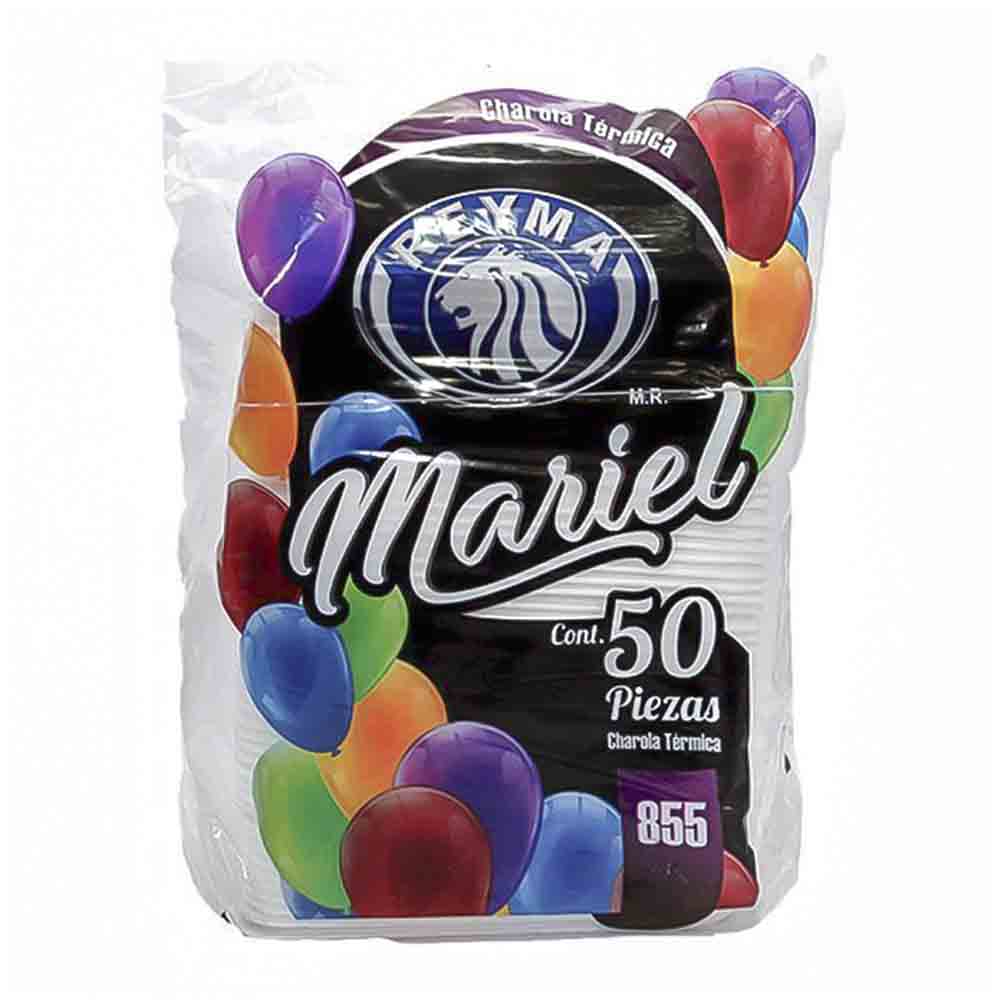 Charola Térmica
REYMA
M.R.
Mariel
Cont. 50
Piezas
Charola Térmica
855